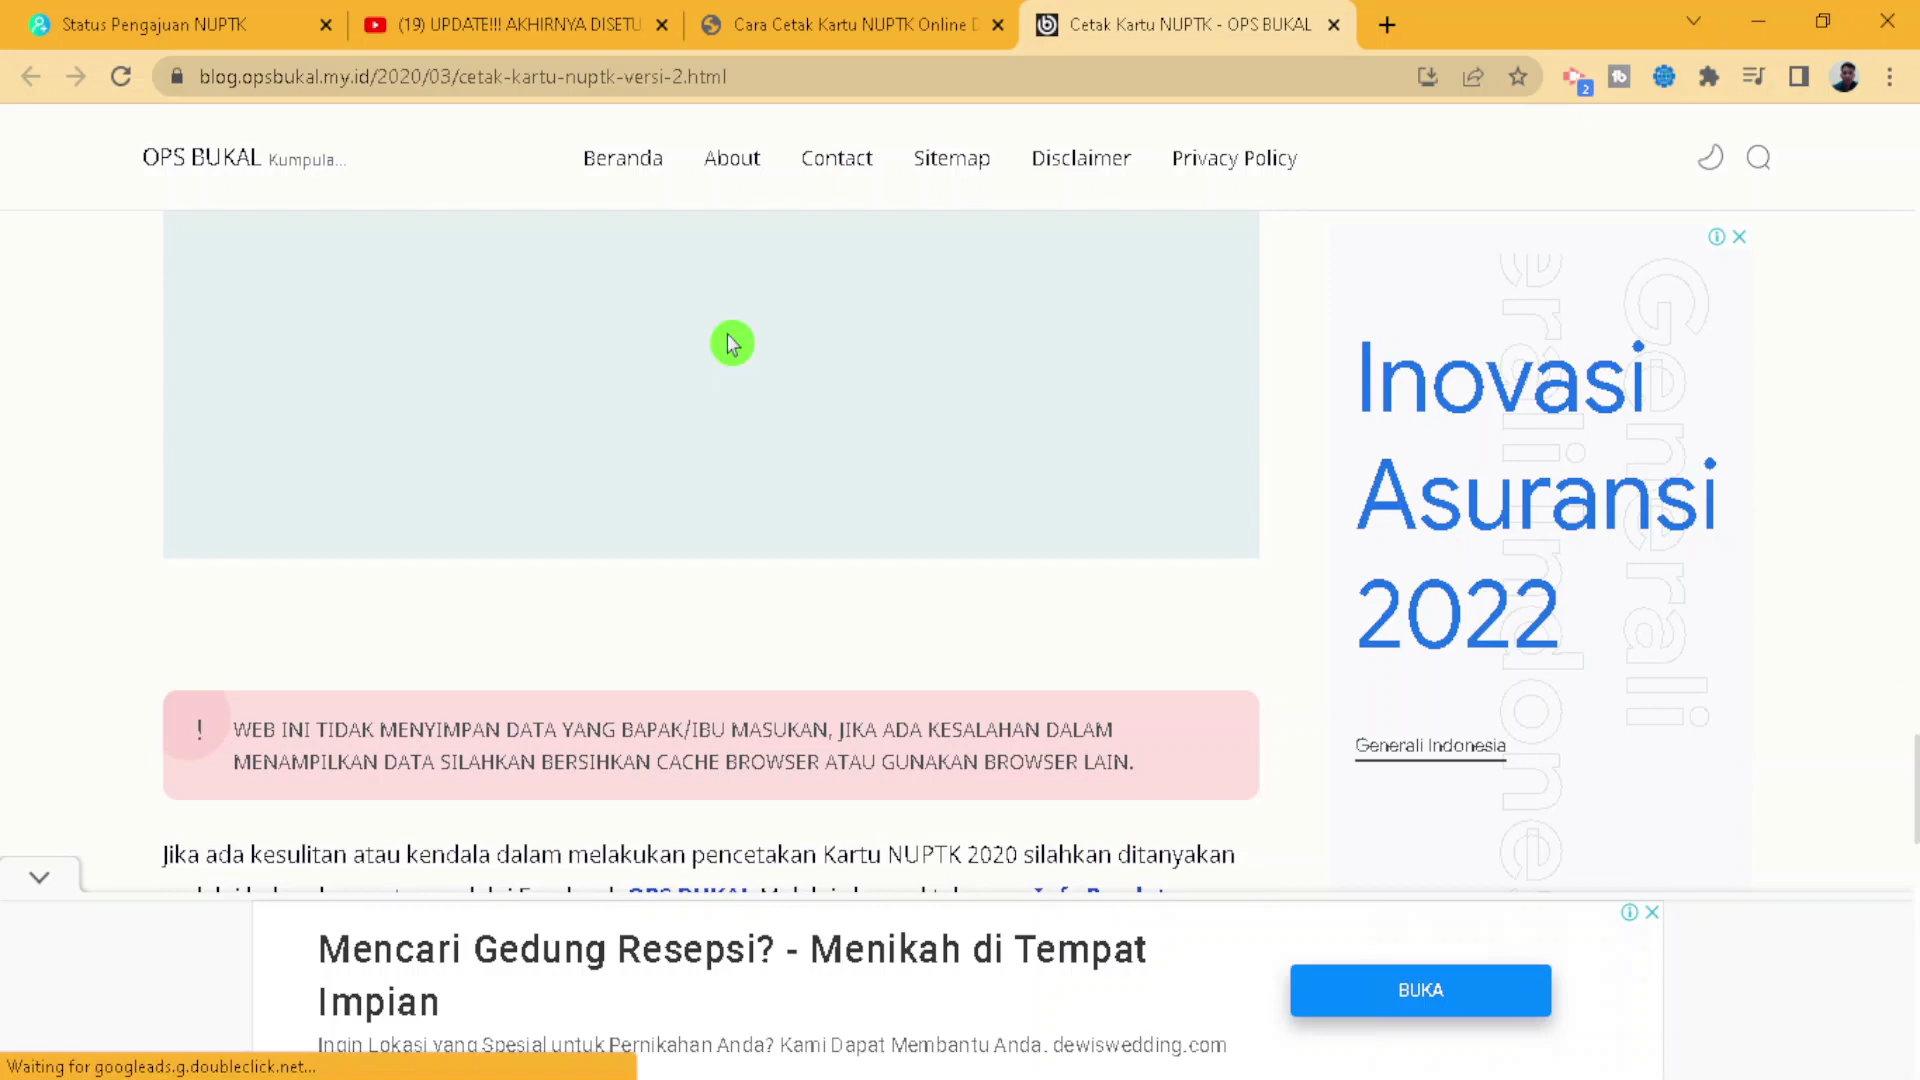 Status Pengajuan NUPTK
(19) UPDATE!!! AKHIRNYA DISETU
Cara Cetak Kartu NUPTK Online D
Cetak Kartu NUPTK - OPS BUKAL
blog.opsbukal.my.id/2020/03/cetak-kartu-nuptk-versi-2.html
2
OPS BUKAL Kumpula...
Beranda
About
Contact
Sitemap
Disclaimer
Privacy Policy
Inovasi
Asuransi
2022
Generali Indonesia
! WEB INI TIDAK MENYIMPAN DATA YANG BAPAK/IBU MASUKAN, JIKA ADA KESALAHAN DALAM
MENAMPILKAN DATA SILAHKAN BERSIHKAN CACHE BROWSER ATAU GUNAKAN BROWSER LAIN.
Jika ada kesulitan atau kendala dalam melakukan pencetakan Kartu NUPTK 2020 silahkan ditanyakan
OPS BUKAL
Mencari Gedung Resepsi? - Menikah di Tempat
Impian
Ingin Lokasi yang Spesial untuk Pernikahan Anda? Kami Dapat Membantu Anda. dewiswedding.com
BUKA
Waiting for googleads.g.doubleclick.net...